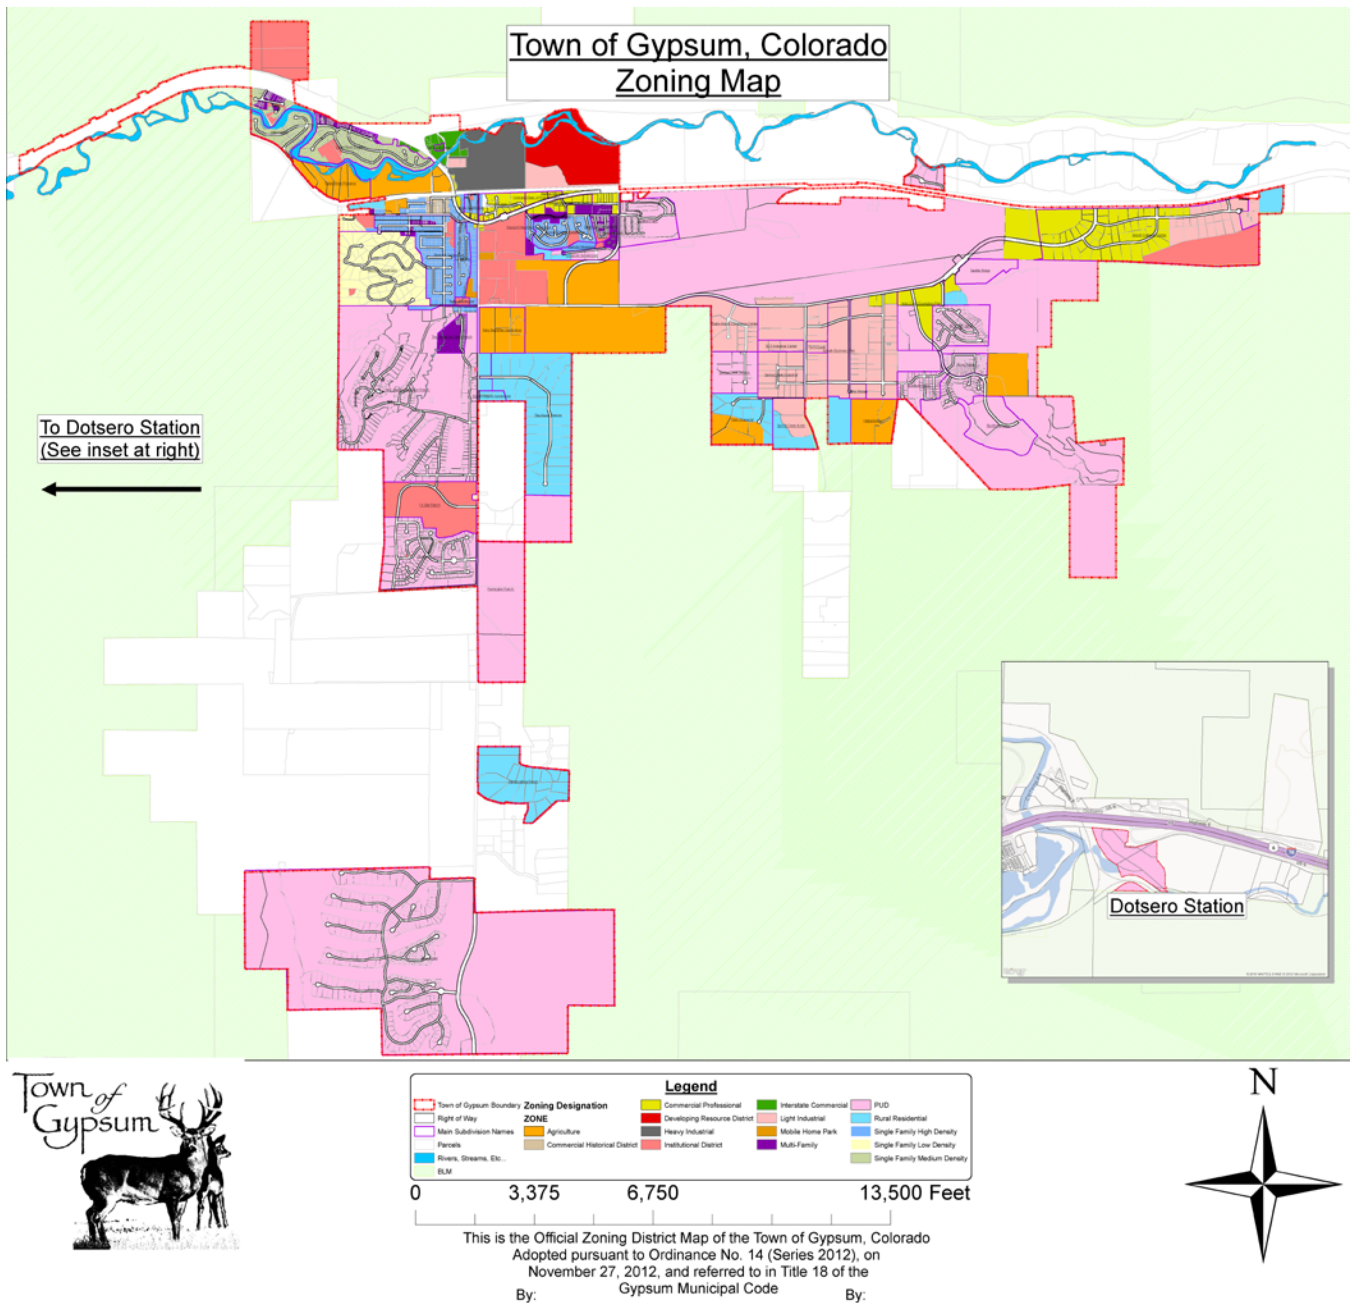 Town of Gypsum, Colorado
Zoning Map
To Dotsero Station
(See inset at right)
Dotsero Station
Town
of
Gypsum
Legend
Town of Gypsum Boundary
Right of Way
Main Subdivision Names
Parcels
Rivers, Streams, Etc...
BLM
Zoning Designation
ZONE
Agriculture
Commercial Historical District
Commercial Professional
Developing Resource District
Heavy Industrial
Institutional District
Interstate Commercial
Light Industrial
Mobile Home Park
Multi-Family
PUD
Rural Residential
Single Family High Density
Single Family Low Density
Single Family Medium Density
N
0 3,375 6,750 13,500 Feet
This is the Official Zoning District Map of the Town of Gypsum, Colorado
Adopted pursuant to Ordinance No. 14 (Series 2012), on
November 27, 2012, and referred to in Title 18 of the
Gypsum Municipal Code
By: By: